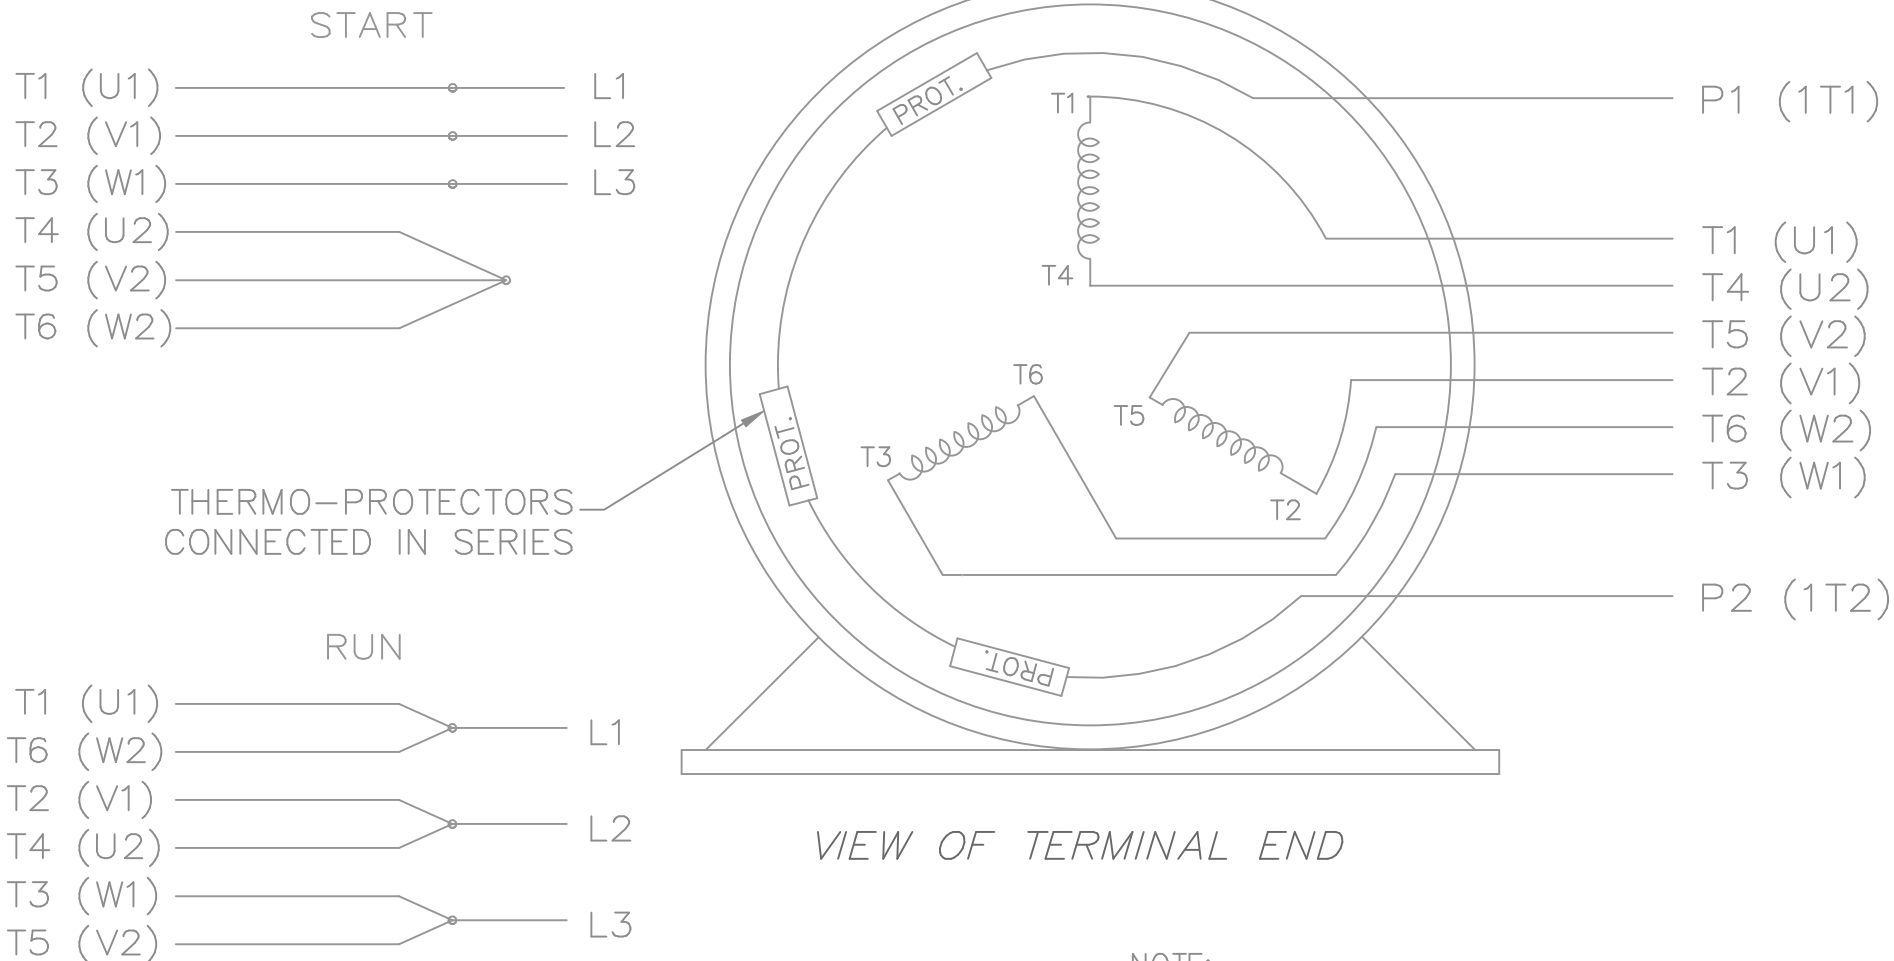 START
T1 (U1) L1
T2 (V1) L2
T3 (W1) L3
T4 (U2)
T5 (V2)
T6 (W2)
THERMO-PROTECTORS
CONNECTED IN SERIES
RUN
T1 (U1)
T6 (W2)
L1
T2 (V1)
T4 (U2)
L2
T3 (W1)
T5 (V2)
L3
PROT.
PROT.
PROT.
T1
T4
T6
T3
T5
T2
P1 (1T1)
T1 (U1)
T4 (U2)
T5 (V2)
T2 (V1)
T6 (W2)
T3 (W1)
P2 (1T2)
VIEW OF TERMINAL END
NOTE: